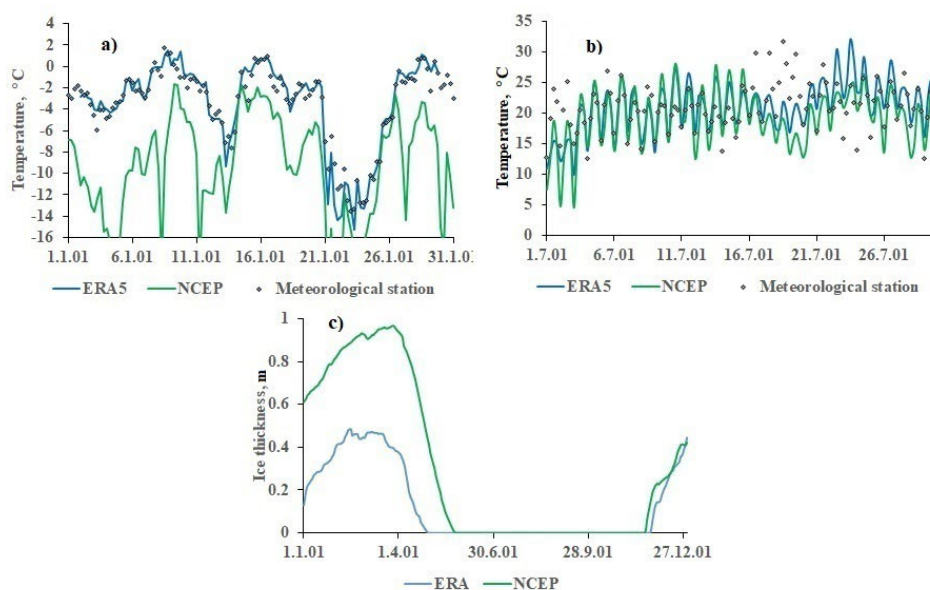 a)
Temperature, °C
4
2
0
-2
-4
-6
-8
-10
-12
-14
-16
1.1.01 6.1.01 11.1.01 16.1.01 21.1.01 26.1.01 31.1.01
ERA5 NCEP Meteorological station
b)
Temperature, °C
35
30
25
20
15
10
5
0
1.7.01 6.7.01 11.7.01 16.7.01 21.7.01 26.7.01
ERA5 NCEP Meteorological station
c)
Ice thickness, m
1
0.8
0.6
0.4
0.2
0
1.1.01 1.4.01 30.6.01 28.9.01 27.12.01
ERA NCEP